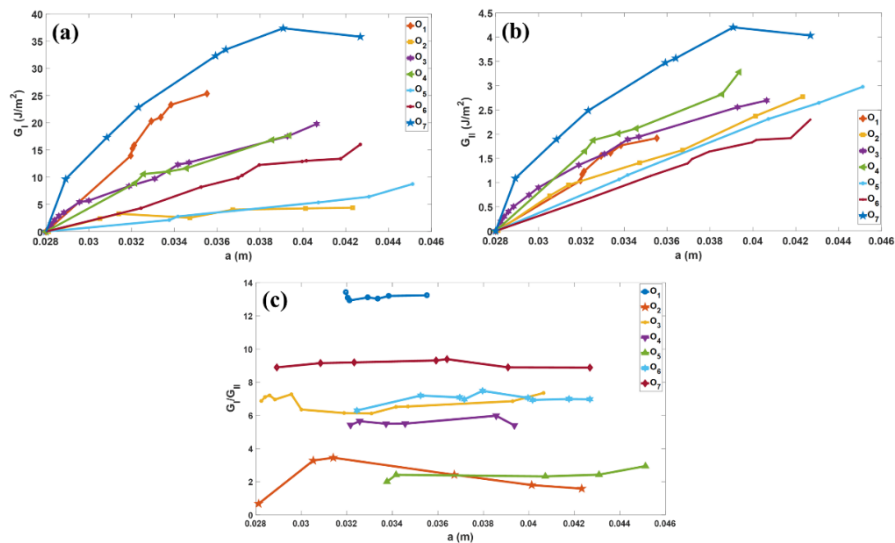 (a)
40
35
30
25
20
15
10
5
0
G_I (J/m²)
0.028 0.03 0.032 0.034 0.036 0.038 0.04 0.042 0.044 0.046
a (m)
O₁
O₂
O₃
O₄
O₅
O₆
O₇
(b)
4.5
4
3.5
3
2.5
2
1.5
1
0.5
0
G_II (J/m²)
0.028 0.03 0.032 0.034 0.036 0.038 0.04 0.042 0.044 0.046
a (m)
O₁
O₂
O₃
O₄
O₅
O₆
O₇
(c)
14
12
10
8
6
4
2
0
G_I/G_II
0.028 0.03 0.032 0.034 0.036 0.038 0.04 0.042 0.044 0.046
a (m)
O₁
O₂
O₃
O₄
O₅
O₆
O₇